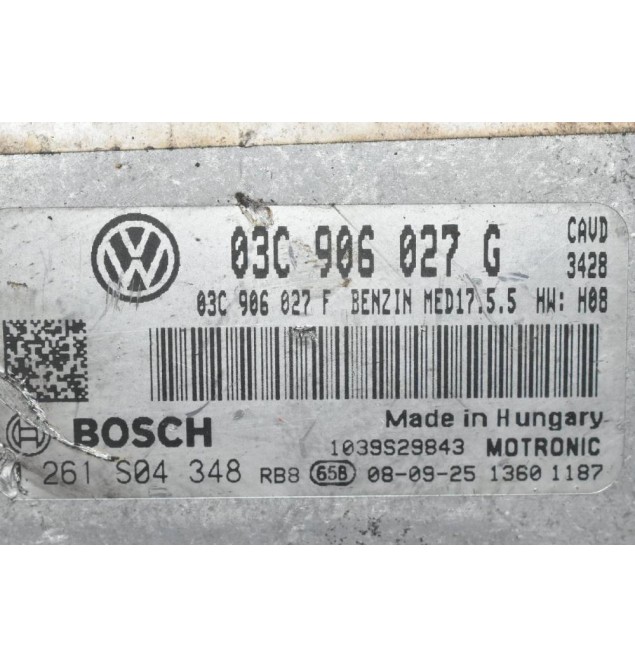 03C 906 027 G CAVD
3428
03C 906 027 F BENZIN MED17.5.5 HW: H08
BOSCH Made in Hungary
1039S29843 MOTRONIC
261 S04 348 RB8 65B 08-09-25 1360 1187